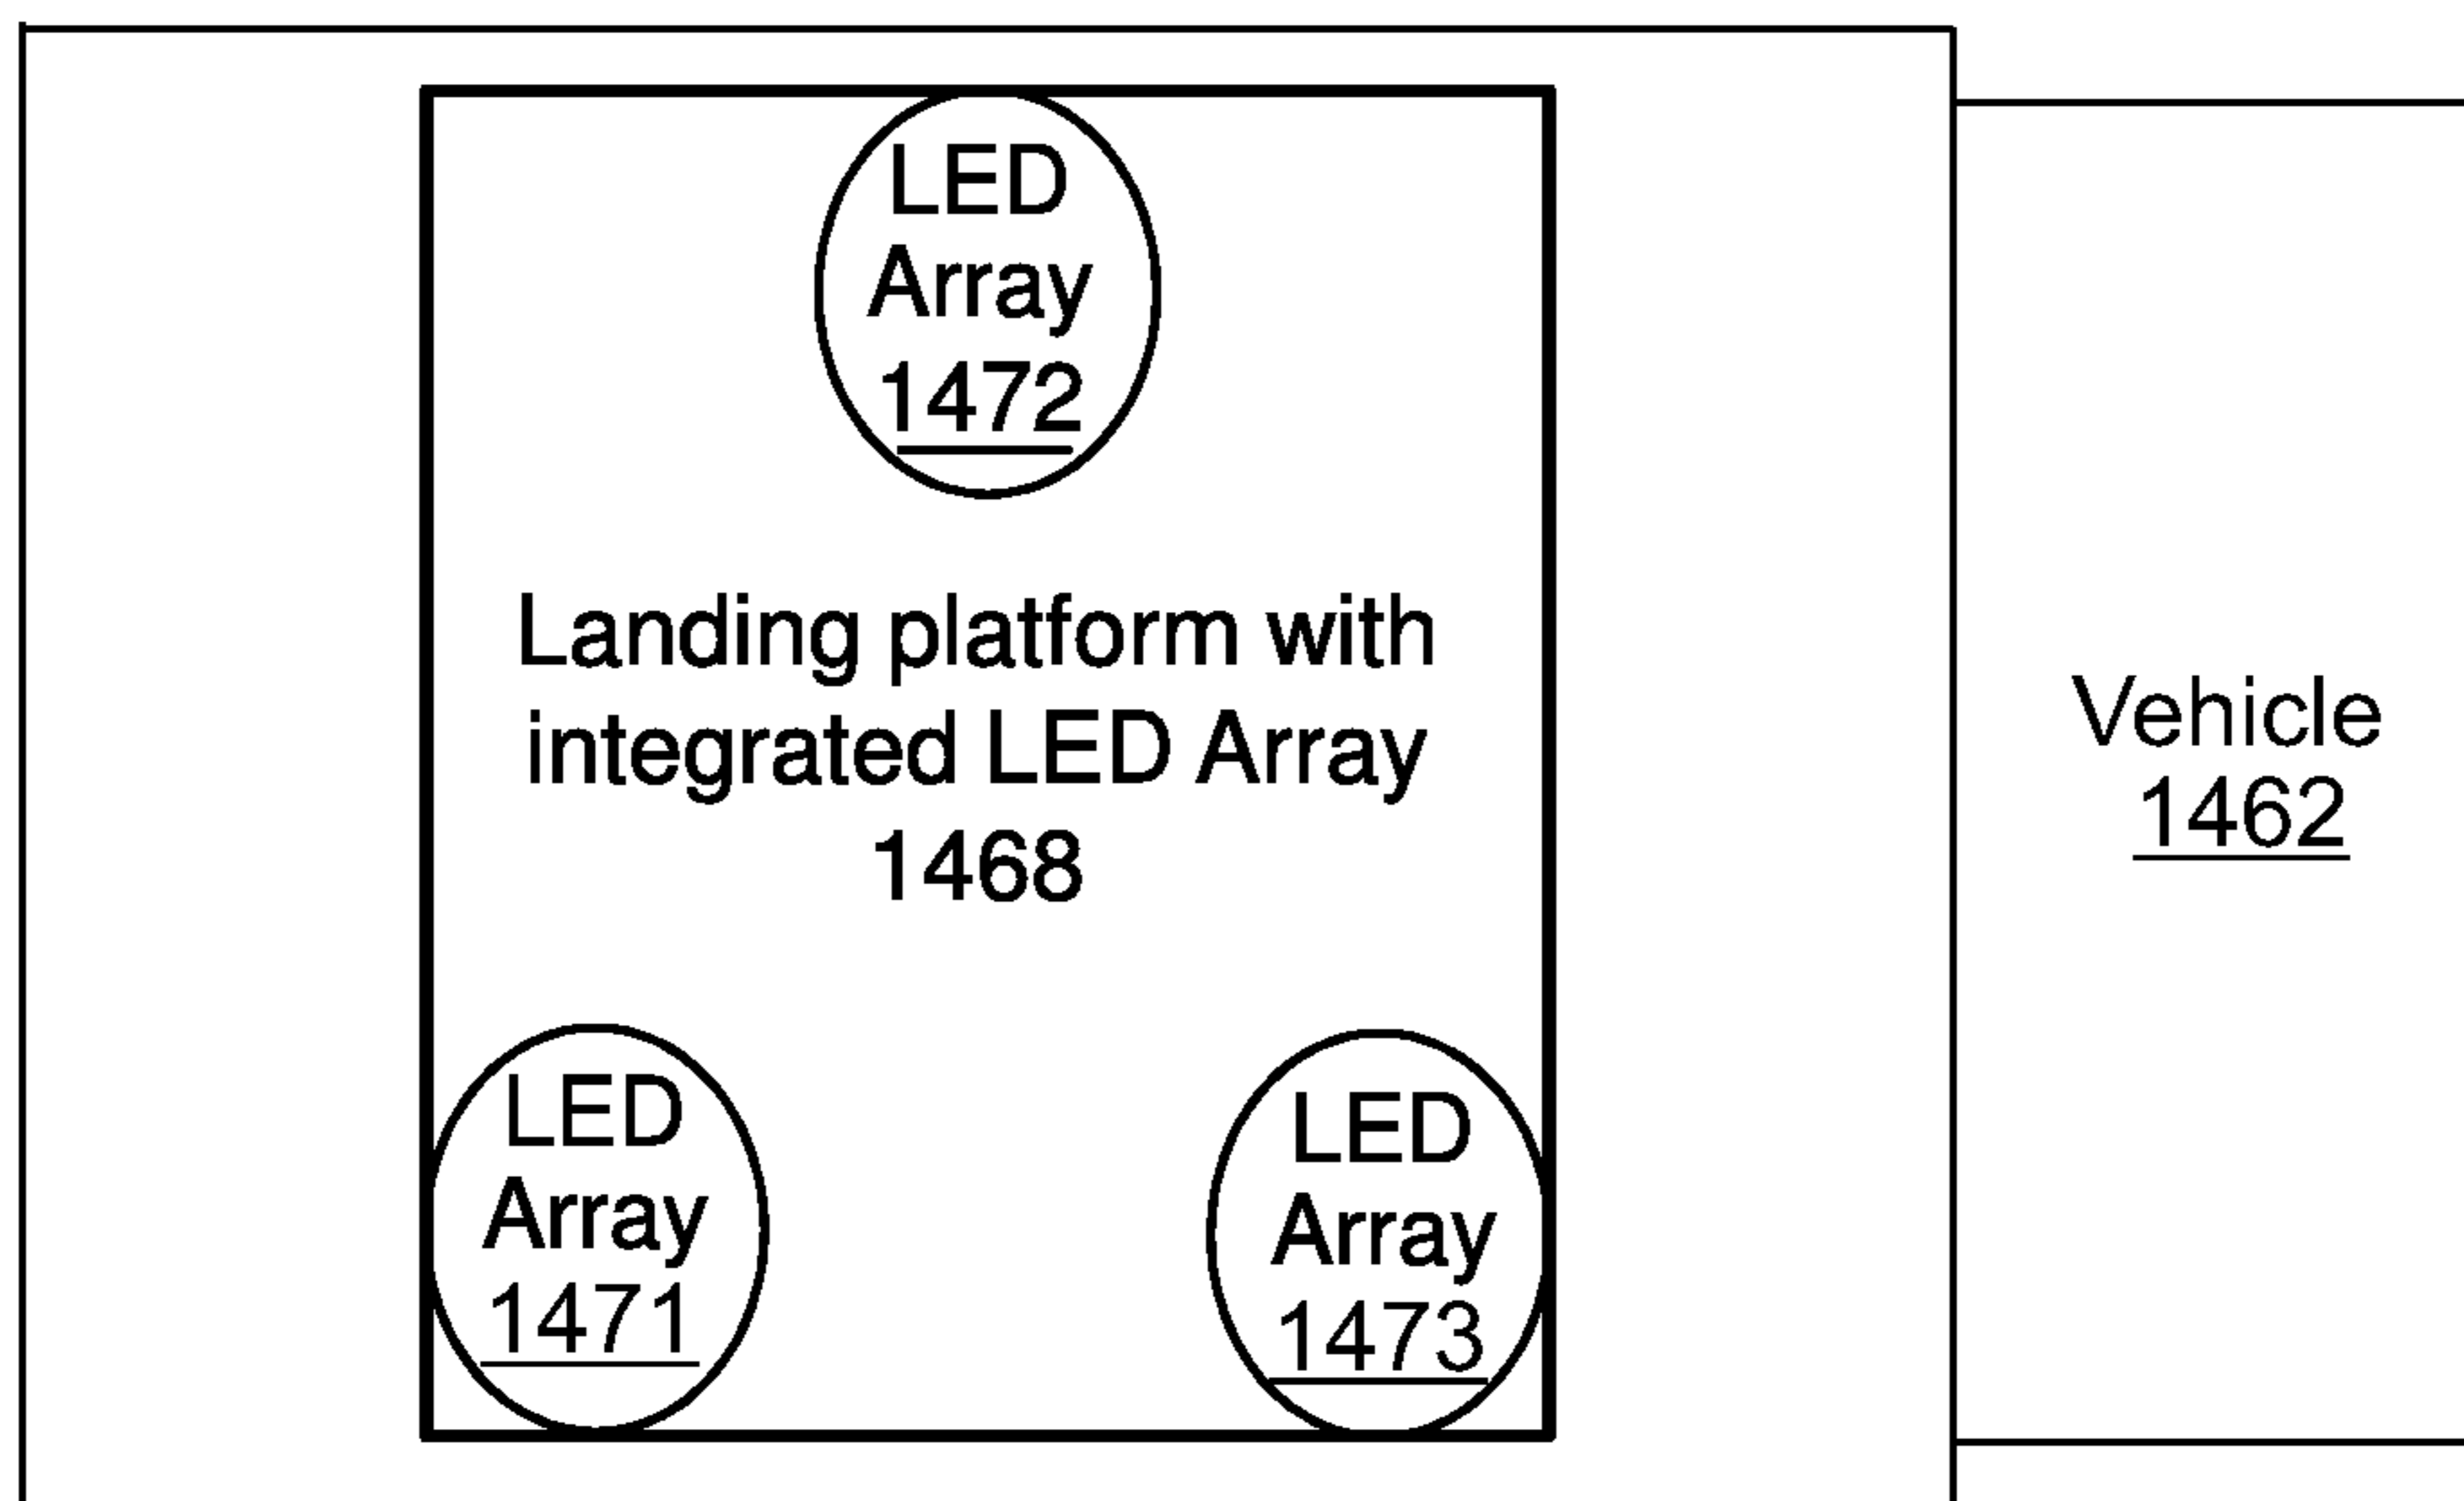 LED
Array
1472
Landing platform with
integrated LED Array
1468
Vehicle
1462
LED
Array
1471
LED
Array
1473